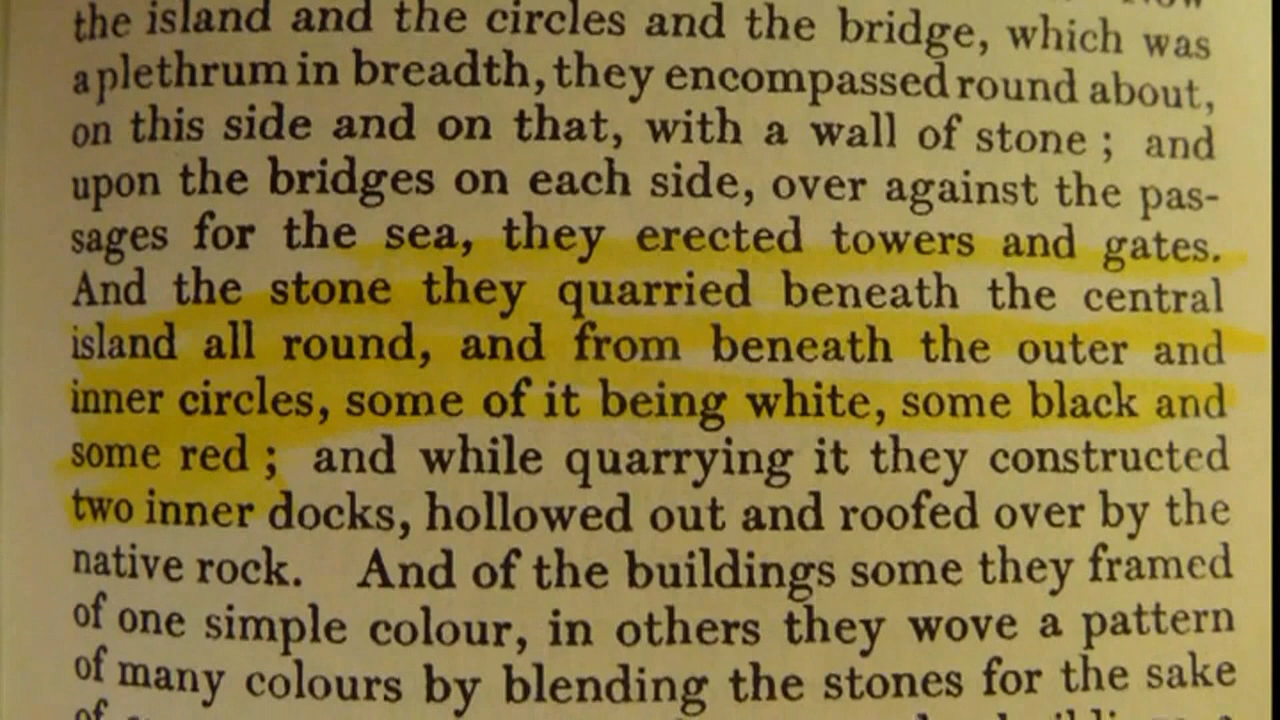 the island and the circles and the bridge, which was
a plethrum in breadth, they encompassed round about,
on this side and on that, with a wall of stone ; and
upon the bridges on each side, over against the pas-
sages for the sea, they erected towers and gates.
And the stone they quarried beneath the central
island all round, and from beneath the outer and
inner circles, some of it being white, some black and
some red ; and while quarrying it they constructed
two inner docks, hollowed out and roofed over by the
native rock. And of the buildings some they framed
of one simple colour, in others they wove a pattern
of many colours by blending the stones for the sake
of